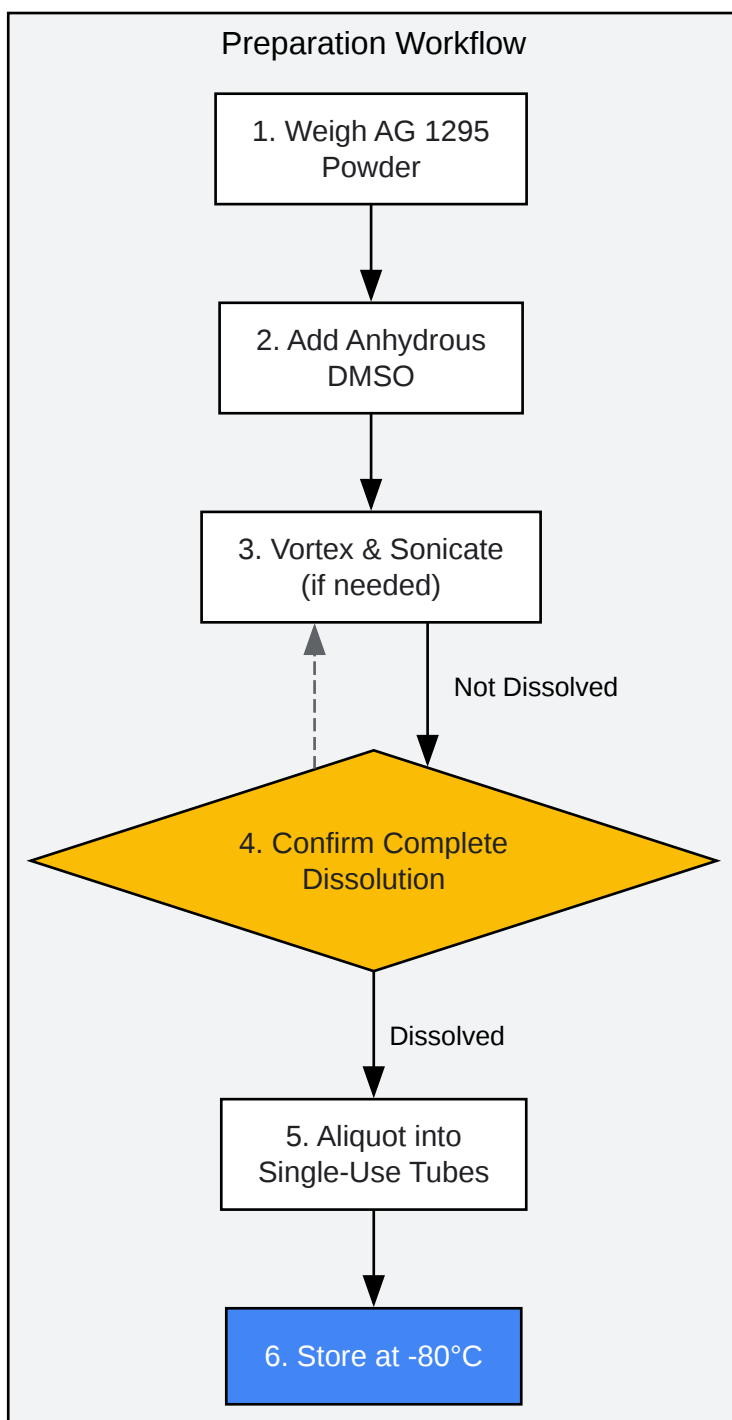 Preparation Workflow
1. Weigh AG 1295
Powder
2. Add Anhydrous
DMSO
3. Vortex & Sonicate
(if needed)
Not Dissolved
4. Confirm Complete
Dissolution
Dissolved
5. Aliquot into
Single-Use Tubes
6. Store at -80°C